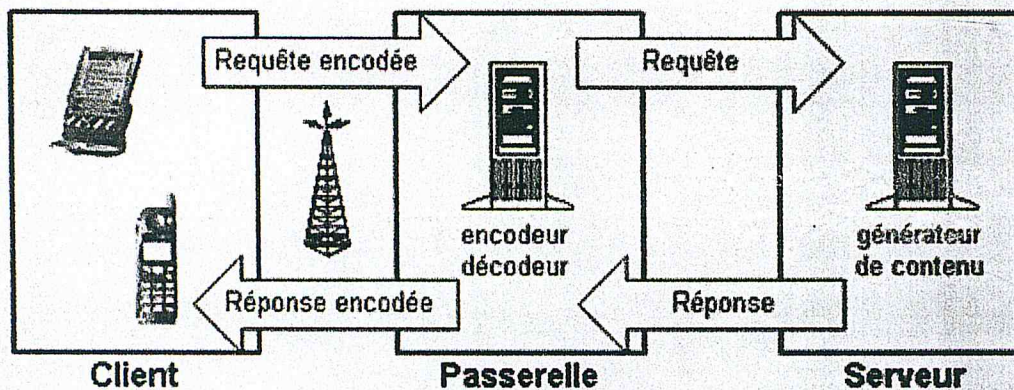 Requête encodée
Requête
encodeur
décodeur
générateur
de contenu
Réponse encodée
Réponse
Client
Passerelle
Serveur